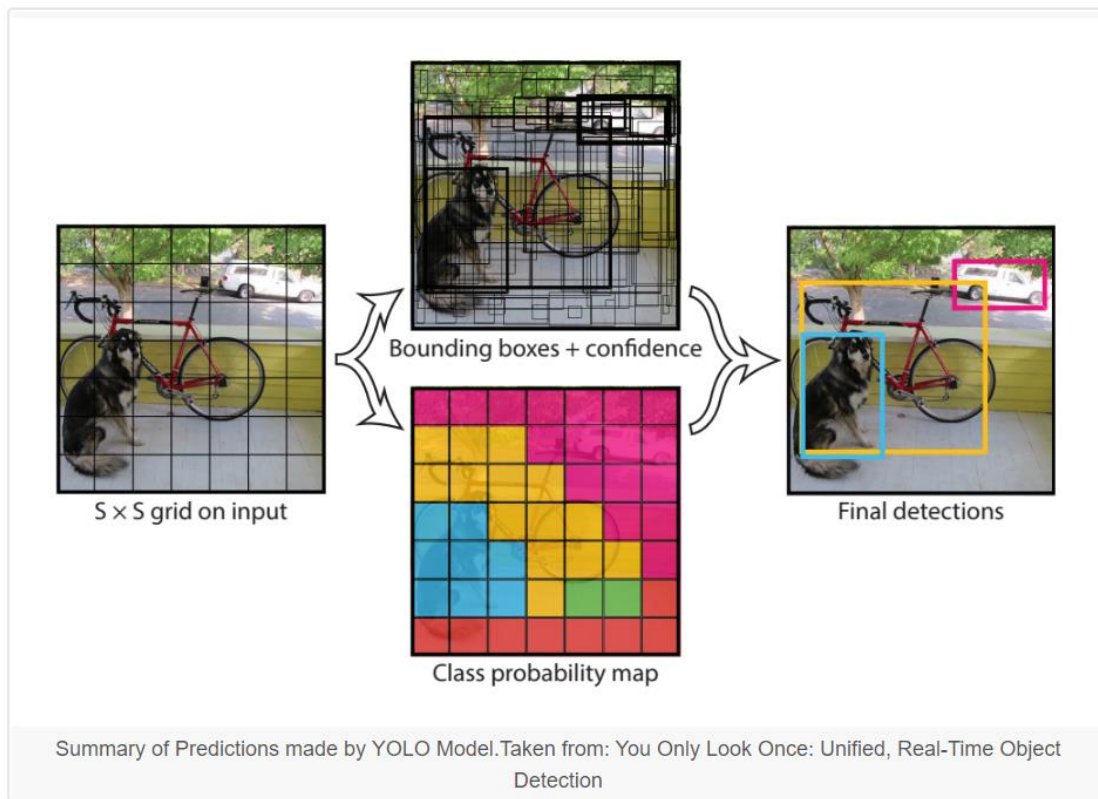 Bounding boxes + confidence
S × S grid on input
Final detections
Class probability map
Summary of Predictions made by YOLO Model.Taken from: You Only Look Once: Unified, Real-Time Object
Detection